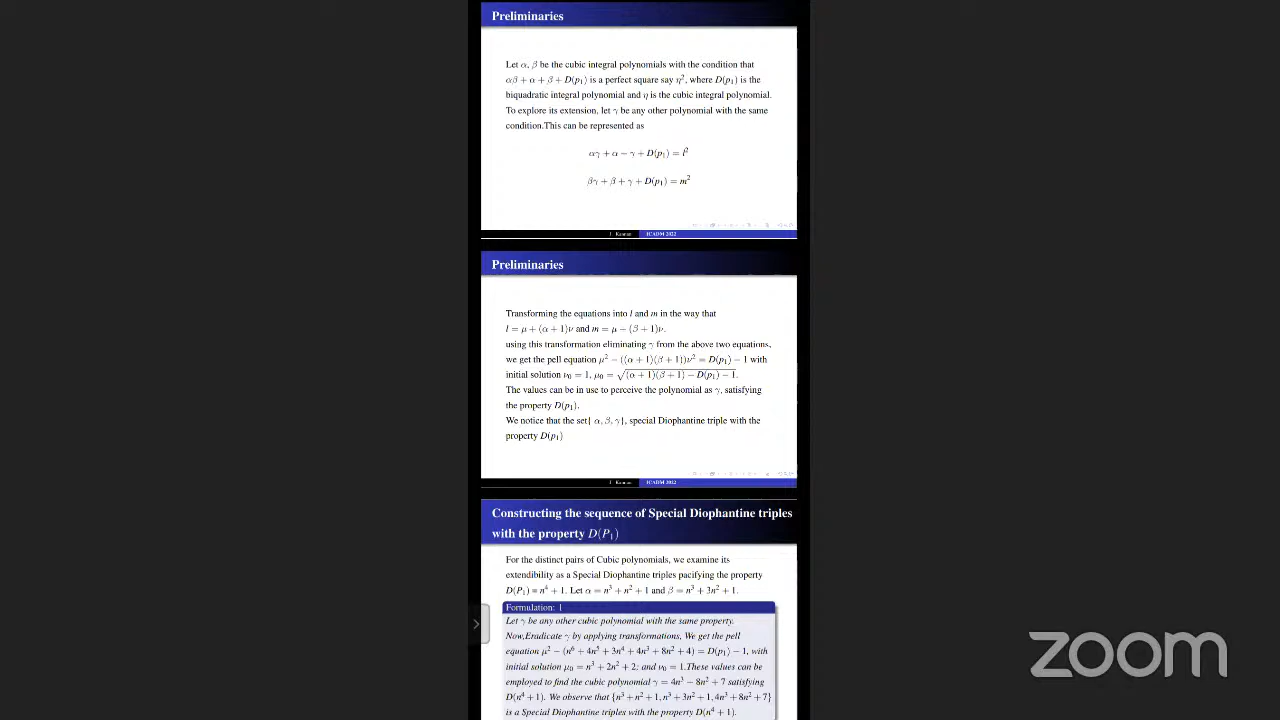 Preliminaries
Let α, β be the cubic integral polynomials with the condition that
αβ + α + β + D(p₁) is a perfect square say η², where D(p₁) is the
biquadratic integral polynomial and η is the cubic integral polynomial.
To explore its extension, let γ be any other polynomial with the same
condition.This can be represented as
αγ + α − γ + D(p₁) = l²
βγ + β + γ + D(p₁) = m²
J. Kannan ICADM 2022
Preliminaries
Transforming the equations into l and m in the way that
l = μ + (α + 1)ν and m = μ − (β + 1)ν.
using this transformation eliminating γ from the above two equations,
we get the pell equation μ² − ((α + 1)(β + 1))ν² = D(p₁) − 1 with
initial solution ν₀ = 1, μ₀ = √(α + 1)(β + 1) − D(p₁) − 1.
The values can be in use to perceive the polynomial as γ, satisfying
the property D(p₁).
We notice that the set{ α, β, γ}, special Diophantine triple with the
property D(p₁)
J. Kannan ICADM 2022
Constructing the sequence of Special Diophantine triples
with the property D(P₁)
For the distinct pairs of Cubic polynomials, we examine its
extendibility as a Special Diophantine triples pacifying the property
D(P₁) = n⁴ + 1. Let α = n³ + n² + 1 and β = n³ + 3n² + 1.
Formulation: 1
Let γ be any other cubic polynomial with the same property.
Now,Eradicate γ by applying transformations, We get the pell
equation μ² − (n⁶ + 4n⁵ + 3n⁴ + 4n³ + 8n² + 4) = D(p₁) − 1, with
initial solution μ₀ = n³ + 2n² + 2; and ν₀ = 1.These values can be
employed to find the cubic polynomial γ = 4n³ − 8n² + 7 satisfying
D(n⁴ + 1). We observe that {n³ + n² + 1, n³ + 3n² + 1, 4n³ + 8n² + 7}
is a Special Diophantine triples with the property D(n⁴ + 1).
zoom